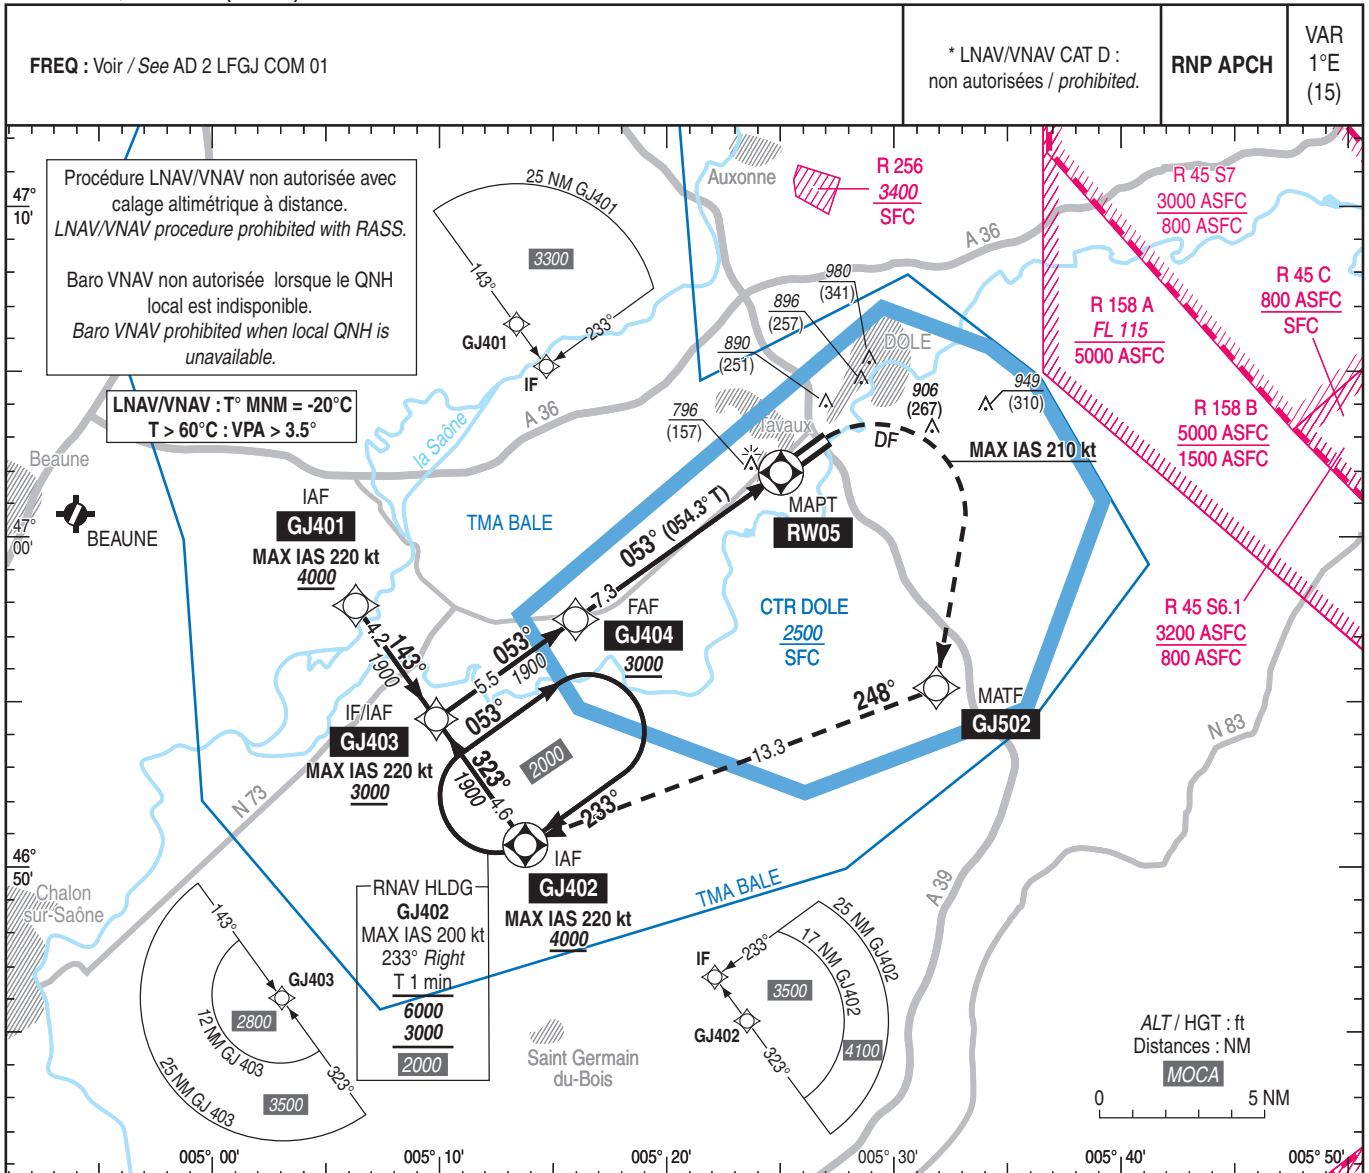 FREQ : Voir / See AD 2 LFGJ COM 01
* LNAV/VNAV CAT D :
non autorisées / prohibited.
RNP APCH
VAR
1°E
(15)
Procédure LNAV/VNAV non autorisée avec
calage altimétrique à distance.
LNAV/VNAV procedure prohibited with RASS.
Baro VNAV non autorisée lorsque le QNH
local est indisponible.
Baro VNAV prohibited when local QNH is
unavailable.
LNAV/VNAV : T° MNM = -20°C
T > 60°C : VPA > 3.5°
47°
10'
25 NM GJ401
3300
143°
233°
GJ401
IF
Auxonne
R 256
3400
SFC
A 36
R 45 S7
3000 ASFC
800 ASFC
R 45 C
800 ASFC
SFC
R 158 A
FL 115
5000 ASFC
R 158 B
5000 ASFC
1500 ASFC
R 45 S6.1
3200 ASFC
800 ASFC
980
(341)
896
(257)
890
(251)
DOLE
906
(267)
949
(310)
796
(157)
Tavaux
DF
MAX IAS 210 kt
A 36
la Saône
Beaune
BEAUNE
47°
00'
IAF
GJ401
MAX IAS 220 kt
4000
TMA BALE
053° (054.3° T)
MAPT
RW05
7.3
FAF
GJ404
3000
CTR DOLE
2500
SFC
4.2
143°
1900
053°
5.5
1900
IF/IAF
GJ403
MAX IAS 220 kt
3000
053°
323°
1900
4.6
2000
233°
248°
13.3
MATF
GJ502
N 83
N 73
46°
50'
IAF
GJ402
MAX IAS 220 kt
4000
RNAV HLDG
GJ402
MAX IAS 200 kt
233° Right
T 1 min
6000
3000
2000
TMA BALE
A 39
Chalon
sur-Saône
143°
GJ403
2800
12 NM GJ 403
323°
25 NM GJ 403
3500
Saint Germain
du-Bois
25 NM GJ402
17 NM GJ402
IF
233°
3500
GJ402
323°
4100
ALT / HGT : ft
Distances : NM
MOCA
0
5 NM
005° 00'
005° 10'
005° 20'
005° 30'
005° 40'
005° 50'